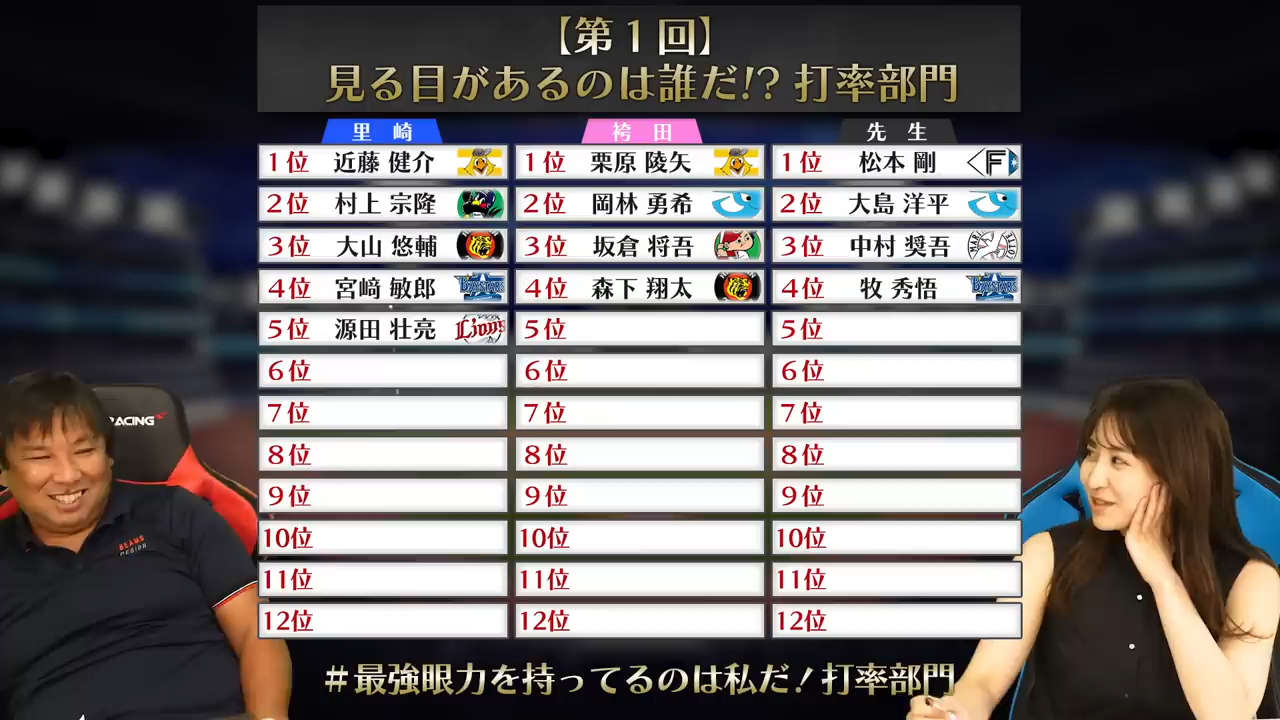 【第1回】
見る目があるのは誰だ!? 打率部門
里崎 袴田 先生
1位 近藤 健介 1位 栗原 陵矢 1位 松本 剛 F
2位 村上 宗隆 2位 岡林 勇希 2位 大島 洋平
3位 大山 悠輔 3位 坂倉 将吾 3位 中村 奨吾
4位 宮﨑 敏郎 BAYSTARS 4位 森下 翔太 4位 牧 秀悟 BAYSTARS
5位 源田 壮亮 Lions 5位 5位
6位 6位 6位
7位 7位 7位
8位 8位 8位
9位 9位 9位
10位 10位 10位
11位 11位 11位
12位 12位 12位
RACING
BEAMS
DESIGN
#最強眼力を持ってるのは私だ!打率部門